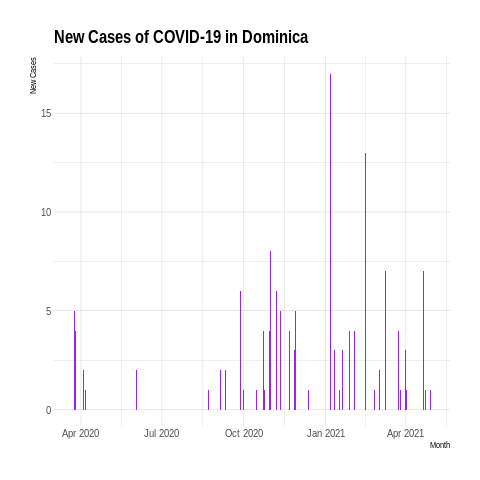 New Cases of COVID-19 in Dominica
New Cases
15
10
5
0
Apr 2020 Jul 2020 Oct 2020 Jan 2021 Apr 2021
Month